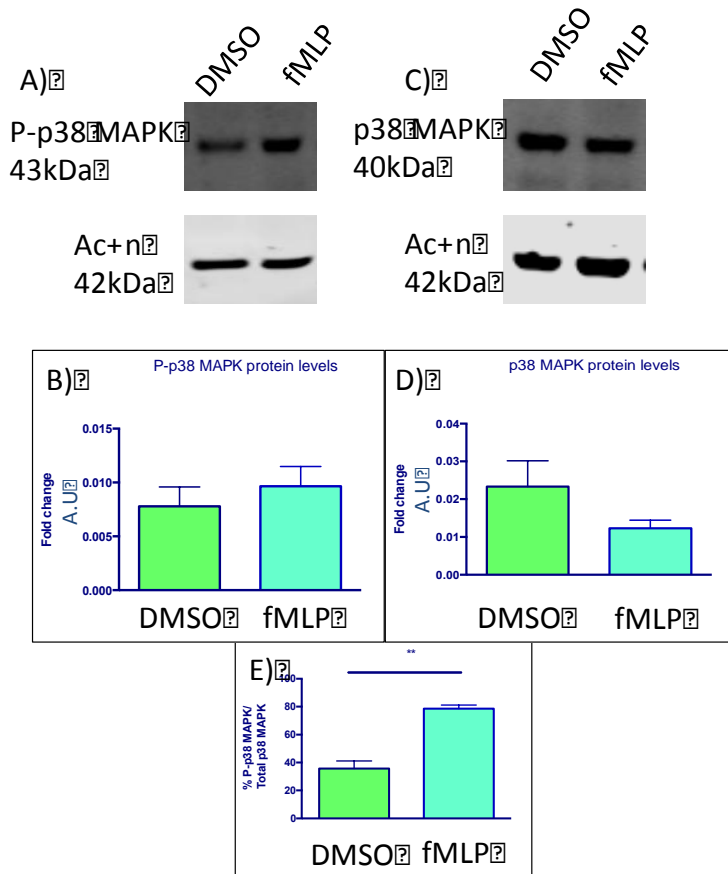 A)⍰
DMSO fMLP
P-p38⍰MAPK⍰
43kDa⍰
Ac+n⍰
42kDa⍰
C)⍰
DMSO fMLP
p38⍰MAPK⍰
40kDa⍰
Ac+n⍰
42kDa⍰
B)⍰
P-p38 MAPK protein levels
Fold change
A.U⍰
0.015
0.010
0.005
0.000
DMSO⍰ fMLP⍰
D)⍰
p38 MAPK protein levels
Fold change
A.U⍰
0.04
0.03
0.02
0.01
0.00
DMSO⍰ fMLP⍰
E)⍰
**
% P-p38 MAPK/
Total p38 MAPK
100
80
60
40
20
0
DMSO⍰ fMLP⍰